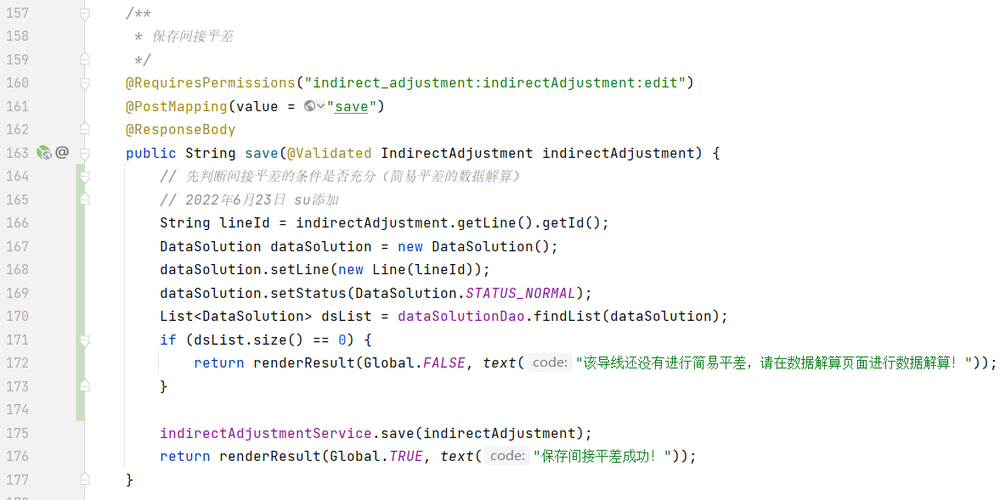 157 /**
158  * 保存间接平差
159  */
160 @RequiresPermissions("indirect_adjustment:indirectAdjustment:edit")
161 @PostMapping(value = "save")
162 @ResponseBody
163 @ public String save(@Validated IndirectAdjustment indirectAdjustment) {
164     // 先判断间接平差的条件是否充分（简易平差的数据解算）
165     // 2022年6月23日 su添加
166     String lineId = indirectAdjustment.getLine().getId();
167     DataSolution dataSolution = new DataSolution();
168     dataSolution.setLine(new Line(lineId));
169     dataSolution.setStatus(DataSolution.STATUS_NORMAL);
170     List<DataSolution> dsList = dataSolutionDao.findList(dataSolution);
171     if (dsList.size() == 0) {
172         return renderResult(Global.FALSE, text( code: "该导线还没有进行简易平差，请在数据解算页面进行数据解算！"));
173     }
174
175     indirectAdjustmentService.save(indirectAdjustment);
176     return renderResult(Global.TRUE, text( code: "保存间接平差成功！"));
177 }